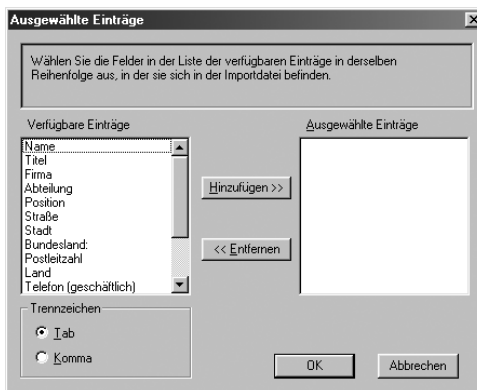 Ausgewählte Einträge
Wählen Sie die Felder in der Liste der verfügbaren Einträge in derselben
Reihenfolge aus, in der sie sich in der Importdatei befinden.
Verfügbare Einträge
Ausgewählte Einträge
Name
Titel
Firma
Abteilung
Position
Straße
Stadt
Bundesland:
Postleitzahl
Land
Telefon (geschäftlich)
Hinzufügen >>
<< Entfernen
Trennzeichen
Tab
Komma
OK
Abbrechen